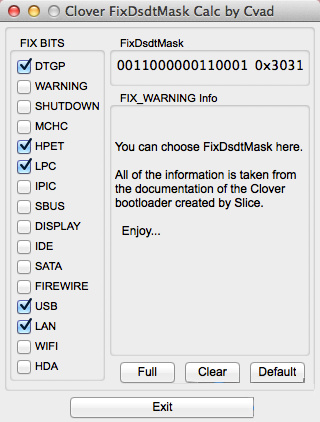 Clover FixDsdtMask Calc by Cvad
FIX BITS
DTGP
WARNING
SHUTDOWN
MCHC
HPET
LPC
IPIC
SBUS
DISPLAY
IDE
SATA
FIREWIRE
USB
LAN
WIFI
HDA
FixDsdtMask
0011000000110001 0x3031
FIX_WARNING Info
You can choose FixDsdtMask here.
All of the information is taken from
the documentation of the Clover
bootloader created by Slice.
Enjoy...
Full
Clear
Default
Exit